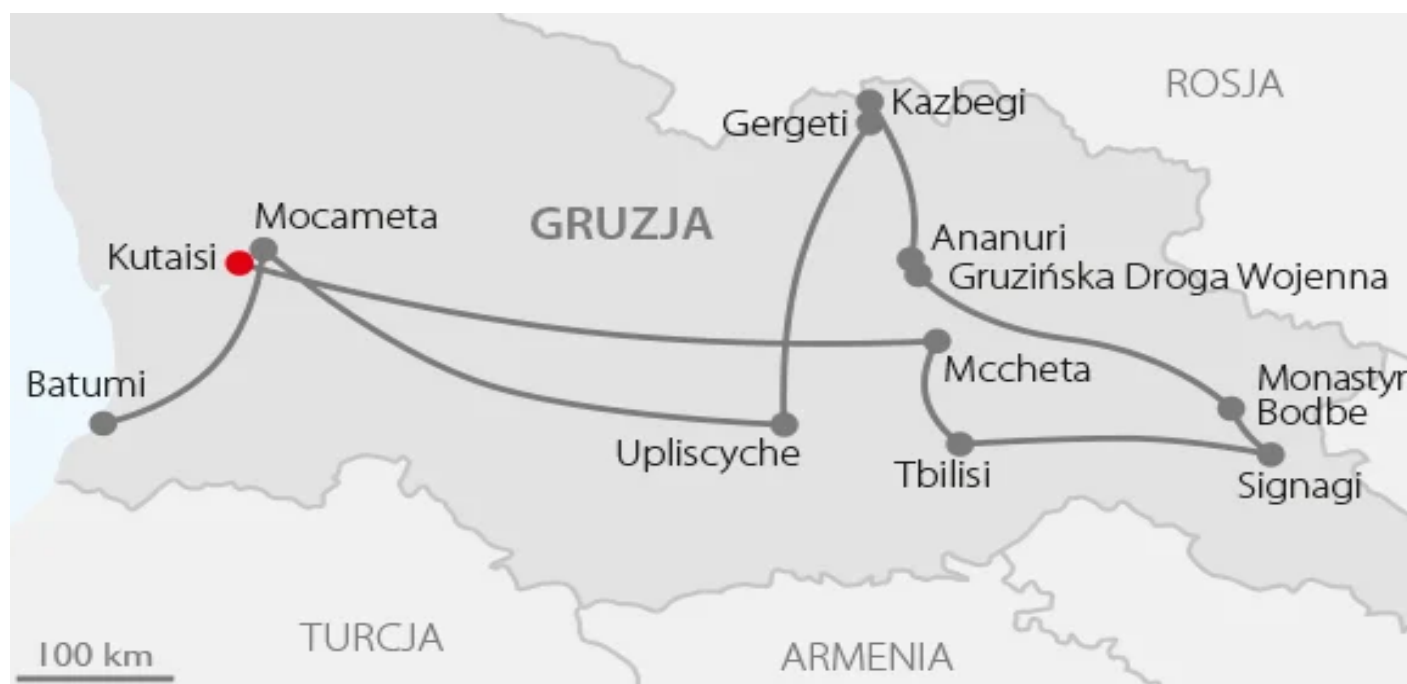 ROSJA
Kazbegi
Gergeti
Mocameta
GRUZJA
Kutaisi
Ananuri
Gruzińska Droga Wojenna
Mccheta
Batumi
Monastyr
Bodbe
Upliscyche
Tbilisi
Signagi
TURCJA
ARMENIA
100 km